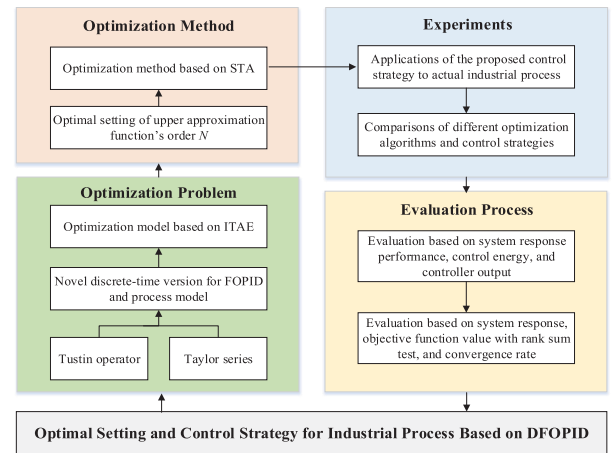 Optimization Method
Optimization method based on STA
Optimal setting of upper approximation
function's order N
Experiments
Applications of the proposed control
strategy to actual industrial process
Comparisons of different optimization
algorithms and control strategies
Optimization Problem
Optimization model based on ITAE
Novel discrete-time version for FOPID
and process model
Tustin operator
Taylor series
Evaluation Process
Evaluation based on system response
performance, control energy, and
controller output
Evaluation based on system response,
objective function value with rank sum
test, and convergence rate
Optimal Setting and Control Strategy for Industrial Process Based on DFOPID